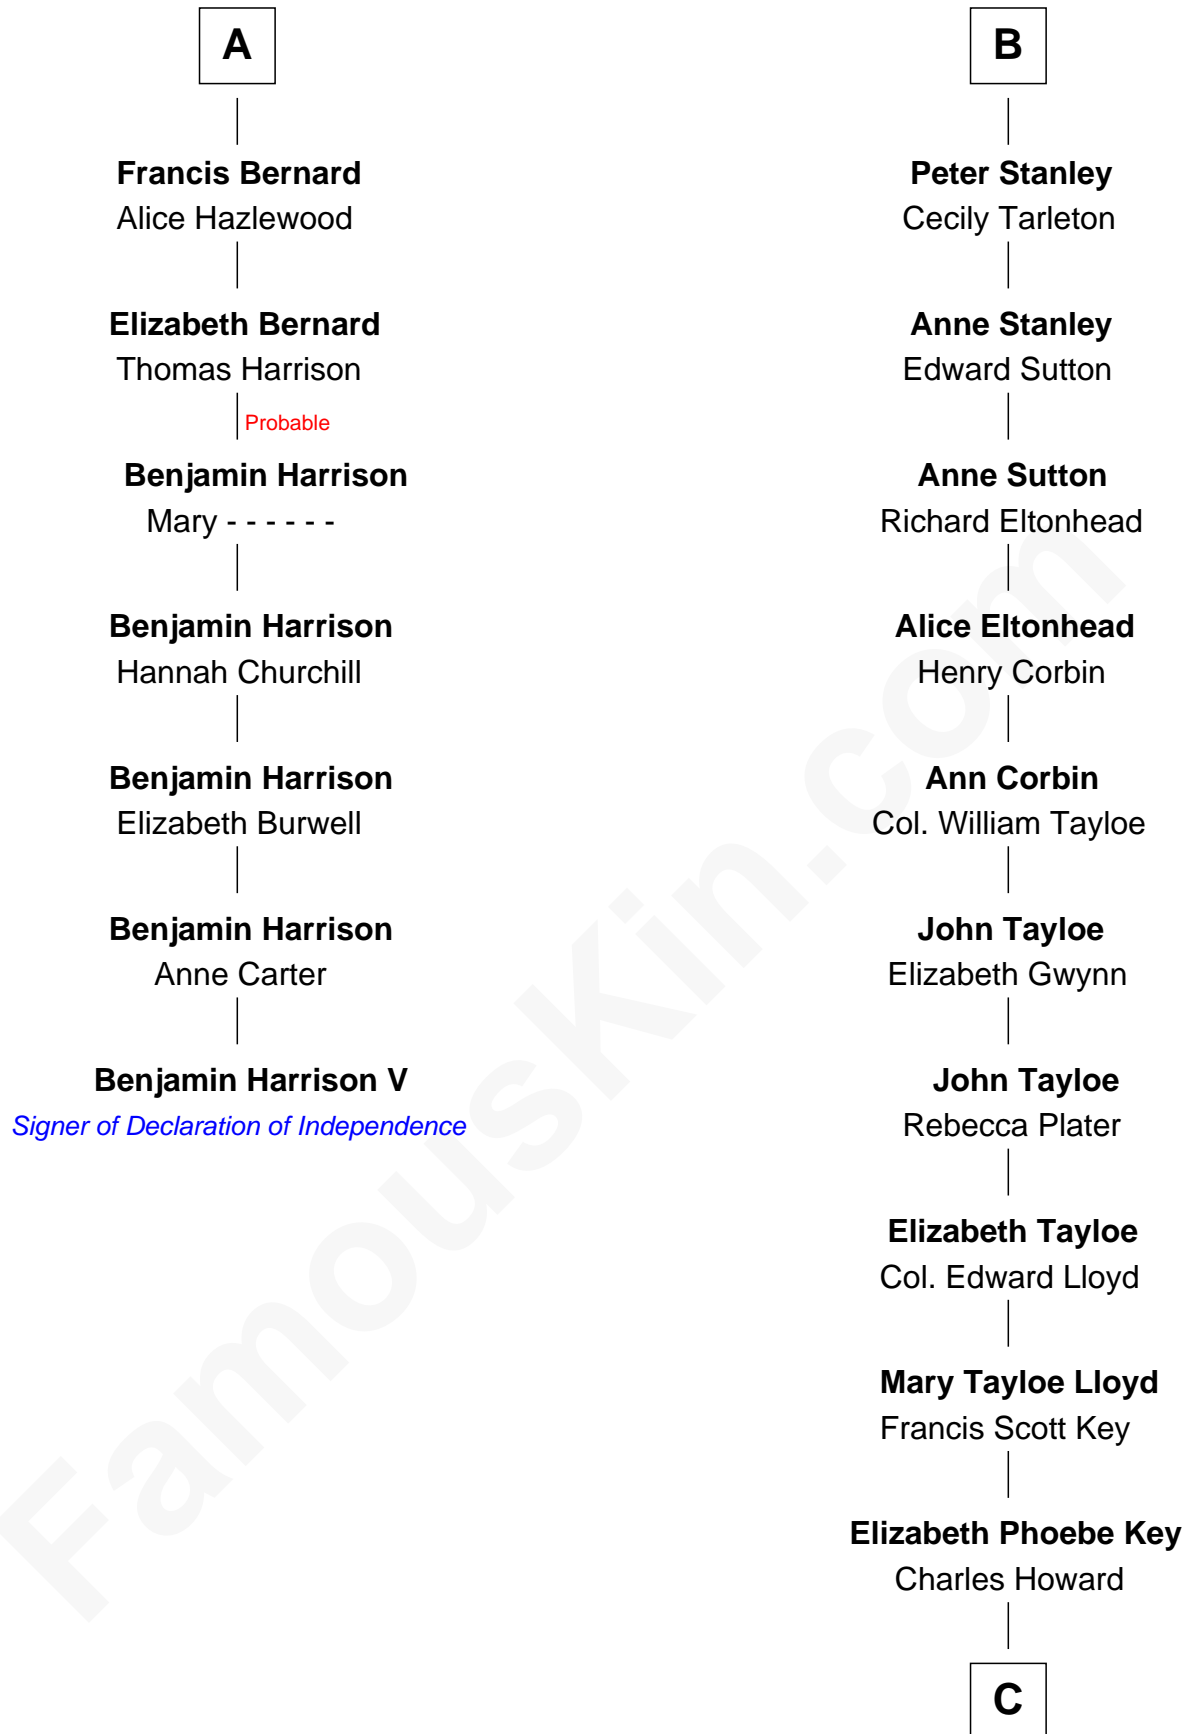 A
Francis Bernard
Alice Hazlewood
Elizabeth Bernard
Thomas Harrison
Probable
Benjamin Harrison
Mary - - - - - -
Benjamin Harrison
Hannah Churchill
Benjamin Harrison
Elizabeth Burwell
Benjamin Harrison
Anne Carter
Benjamin Harrison V
Signer of Declaration of Independence
B
Peter Stanley
Cecily Tarleton
Anne Stanley
Edward Sutton
Anne Sutton
Richard Eltonhead
Alice Eltonhead
Henry Corbin
Ann Corbin
Col. William Tayloe
John Tayloe
Elizabeth Gwynn
John Tayloe
Rebecca Plater
Elizabeth Tayloe
Col. Edward Lloyd
Mary Tayloe Lloyd
Francis Scott Key
Elizabeth Phoebe Key
Charles Howard
C
FamousKin.com